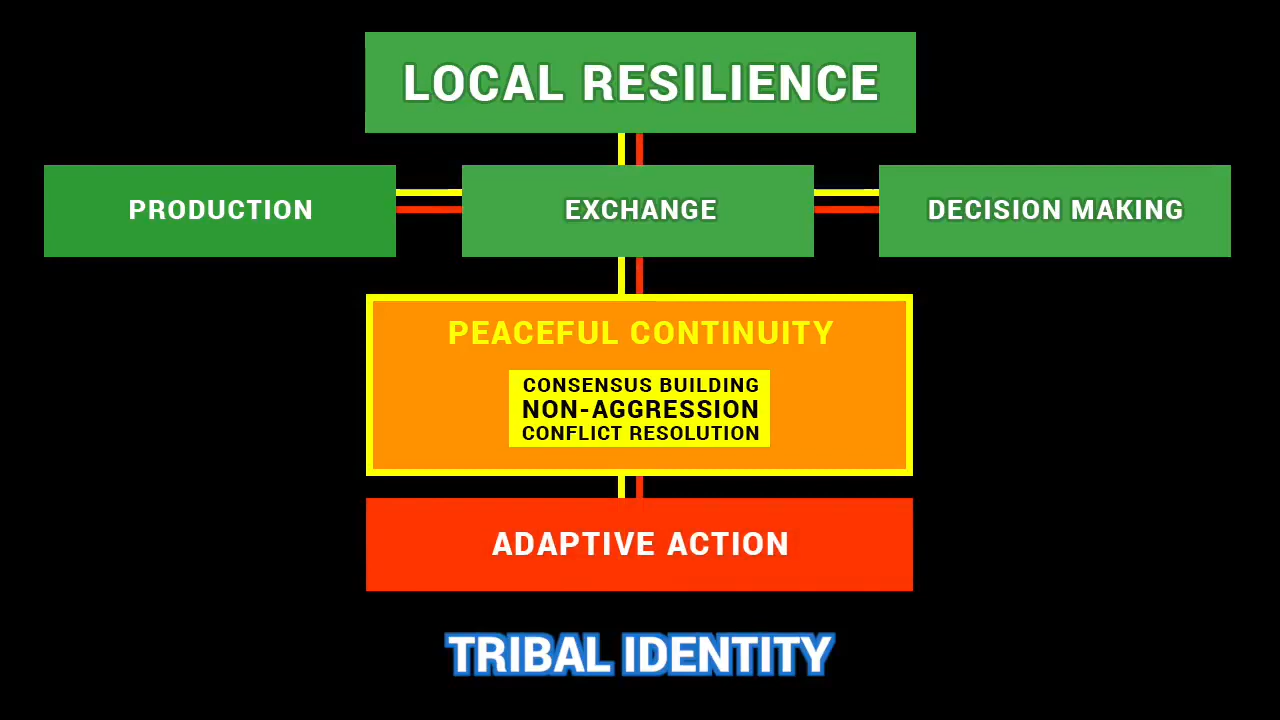 LOCAL RESILIENCE
PRODUCTION
EXCHANGE
DECISION MAKING
PEACEFUL CONTINUITY
CONSENSUS BUILDING
NON-AGGRESSION
CONFLICT RESOLUTION
ADAPTIVE ACTION
TRIBAL IDENTITY